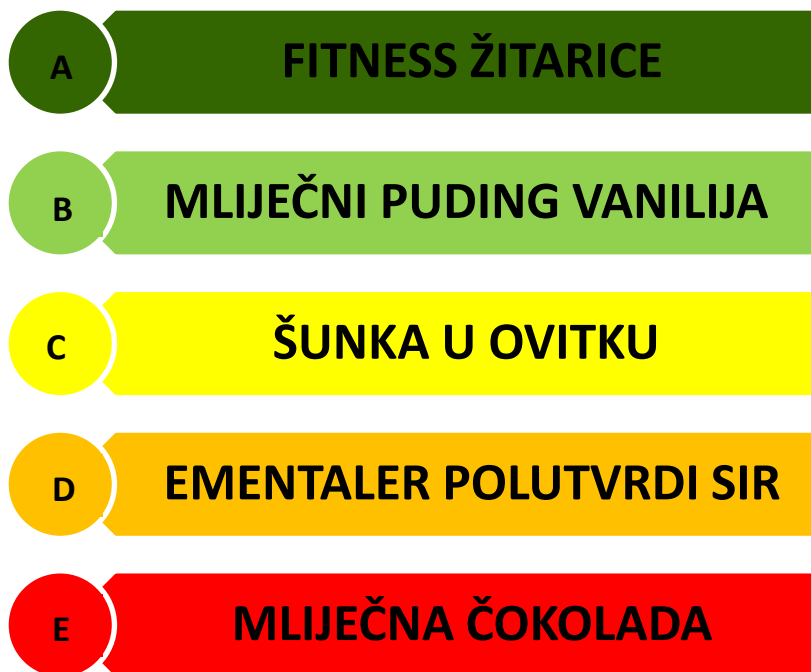 A FITNESS ŽITARICE
B MLIJEČNI PUDING VANILIJA
C ŠUNKA U OVITKU
D EMENTALER POLUTVRDI SIR
E MLIJEČNA ČOKOLADA